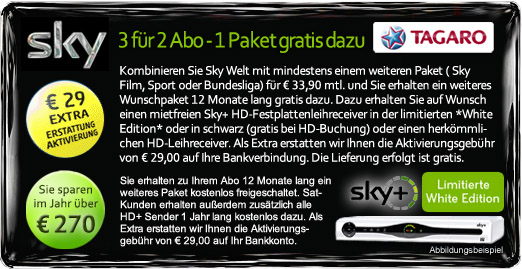 sky
3 für 2 Abo - 1 Paket gratis dazu
TAGARO
Kombinieren Sie Sky Welt mit mindestens einem weiteren Paket ( Sky
Film, Sport oder Bundesliga) für € 33,90 mtl. und Sie erhalten ein weiteres
Wunschpaket 12 Monate lang gratis dazu. Dazu erhalten Sie auf Wunsch
einen mietfreien Sky+ HD-Festplattenleihreceiver in der limitierten *White
Edition* oder in schwarz (gratis bei HD-Buchung) oder einen herkömmli-
chen HD-Leihreceiver. Als Extra erstatten wir Ihnen die Aktivierungsgebühr
von € 29,00 auf Ihre Bankverbindung. Die Lieferung erfolgt ist gratis.
€ 29
EXTRA
ERSTATTUNG
AKTIVIERUNG
Sie sparen
im Jahr über
€ 270
Sie erhalten zu Ihrem Abo 12 Monate lang ein
weiteres Paket kostenlos freigeschaltet. Sat-
Kunden erhalten außerdem zusätzlich alle
HD+ Sender 1 Jahr lang kostenlos dazu. Als
Extra erstatten wir Ihnen die Aktivierungs-
gebühr von € 29,00 auf Ihr Bankkonto.
sky+
Limitierte
White Edition
sky+
Abbildungsbeispiel